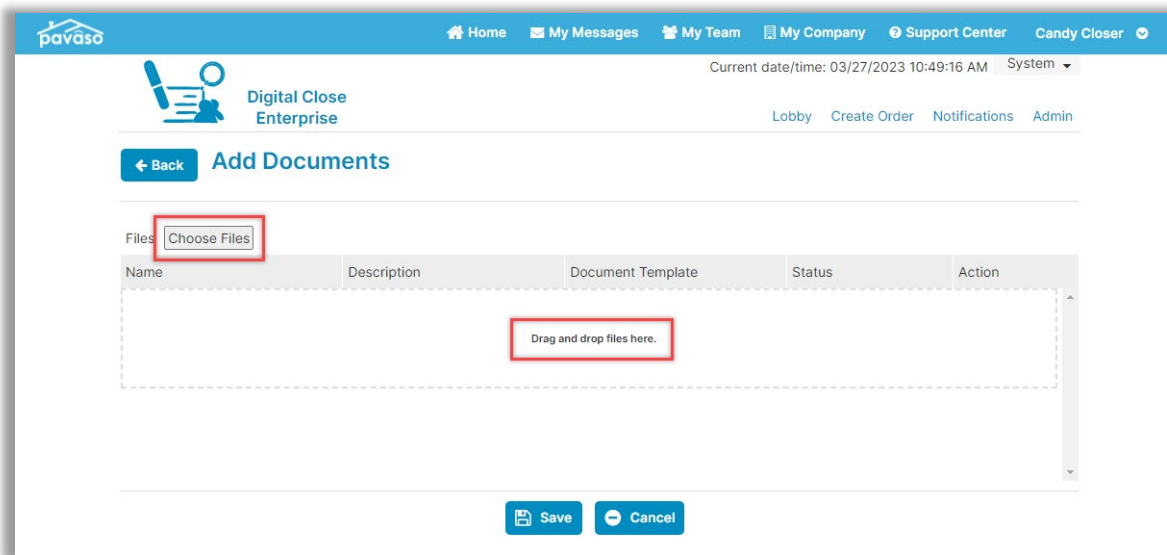 pavaso Home My Messages My Team My Company Support Center Candy Closer
Current date/time: 03/27/2023 10:49:16 AM System
Digital Close
Enterprise
Lobby Create Order Notifications Admin
Back Add Documents
Files Choose Files
Name Description Document Template Status Action
Drag and drop files here.
Save Cancel